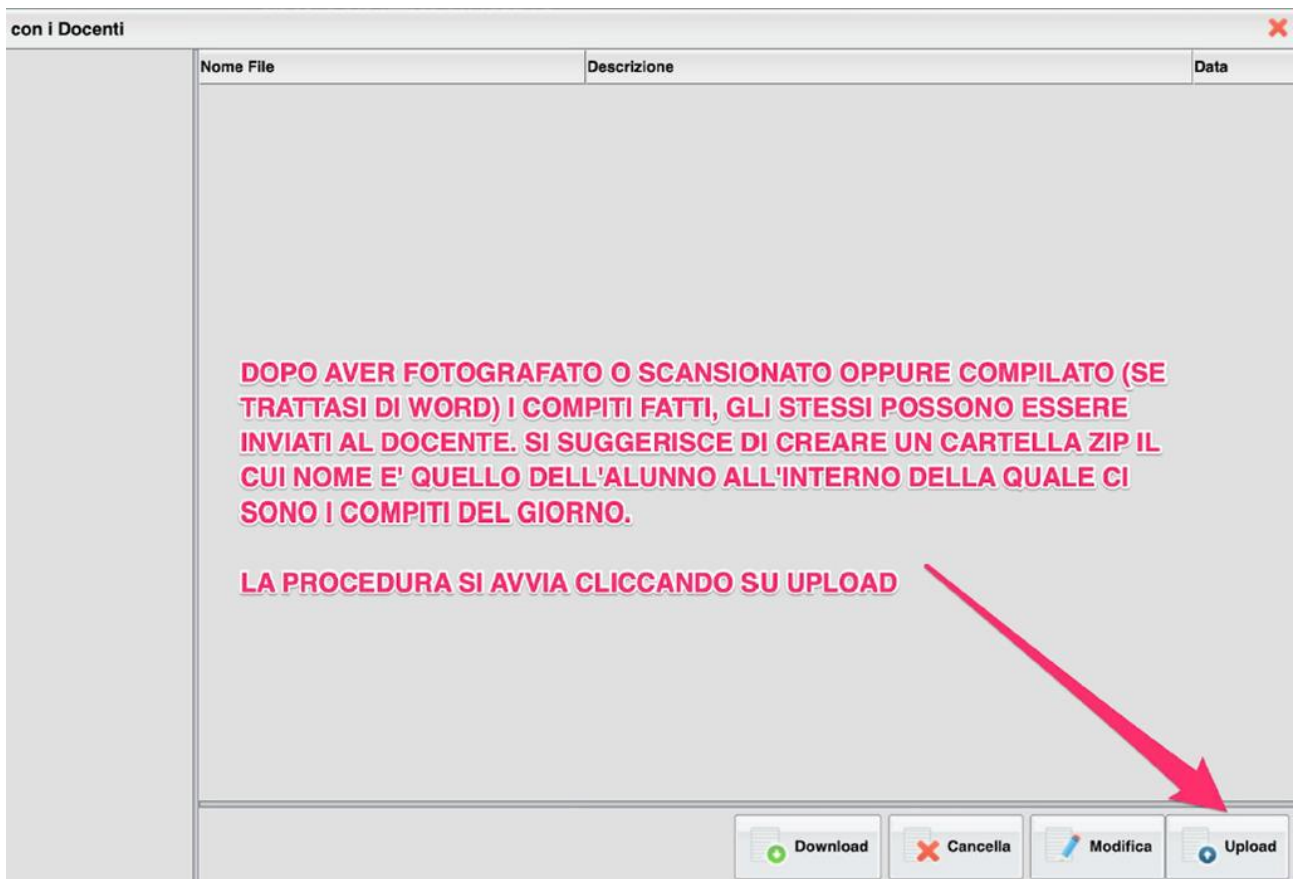 con i Docenti
Nome File Descrizione Data
DOPO AVER FOTOGRAFATO O SCANSIONATO OPPURE COMPILATO (SE
TRATTASI DI WORD) I COMPITI FATTI, GLI STESSI POSSONO ESSERE
INVIATI AL DOCENTE. SI SUGGERISCE DI CREARE UN CARTELLA ZIP IL
CUI NOME E' QUELLO DELL'ALUNNO ALL'INTERNO DELLA QUALE CI
SONO I COMPITI DEL GIORNO.
LA PROCEDURA SI AVVIA CLICCANDO SU UPLOAD
Download Cancella Modifica Upload